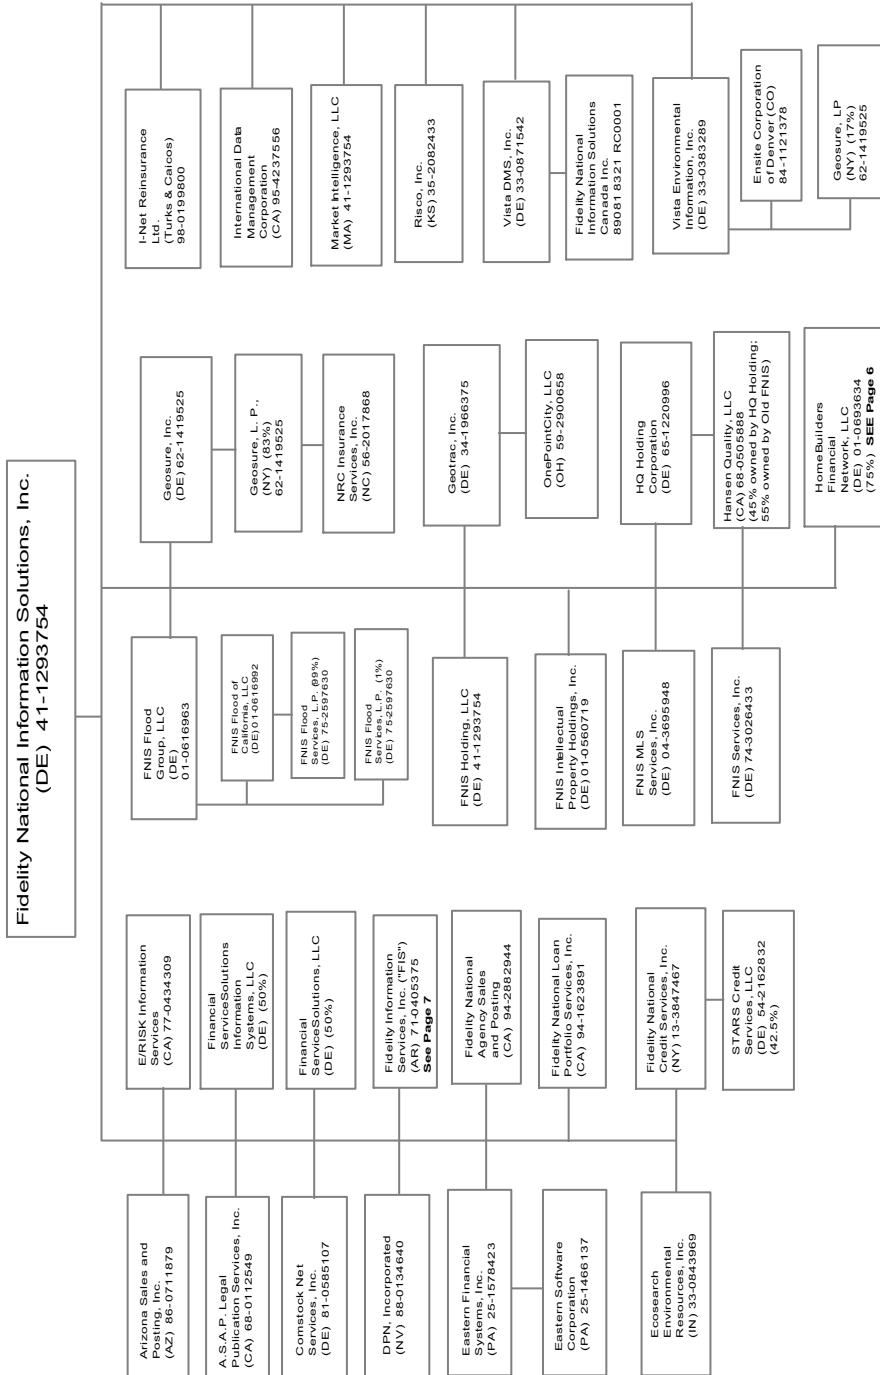 Fidelity National Information Solutions, Inc.
(DE) 41-1293754
Arizona Sales and
Posting, Inc.
(AZ) 86-0711879
A.S.A.P. Legal
Publication Services, Inc.
(CA) 68-0112549
Comstock Net
Services, Inc.
(DE) 81-0585107
DPN, Incorporated
(NV) 88-0134640
Eastern Financial
Systems, Inc.
(PA) 25-1578423
Eastern Software
Corporation
(PA) 25-1466137
Ecosearch
Environmental
Resources, Inc.
(IN) 33-0843969
E/RISK Information
Services
(CA) 77-0434309
Financial
ServiceSolutions
Information
Systems, LLC
(DE) (50%)
Financial
ServiceSolutions, LLC
(DE) (50%)
Fidelity Information
Services, Inc. ("FIS")
(AR) 71-0405375
See Page 7
Fidelity National
Agency Sales
and Posting
(CA) 94-2882944
Fidelity National Loan
Portfolio Services, Inc.
(CA) 94-1623891
Fidelity National
Credit Services, Inc.
(NY) 13-3847467
STARS Credit
Services, LLC
(DE) 54-2162832
(42.5%)
FNIS Flood
Group, LLC
(DE)
01-0616963
FNIS Flood of
California, LLC
(DE) 01-0616992
FNIS Flood
Services, L.P. (99%)
(DE) 75-2597630
FNIS Flood
Services, L.P. (1%)
(DE) 75-2597630
FNIS Holding, LLC
(DE) 41-1293754
FNIS Intellectual
Property Holdings, Inc.
(DE) 01-0560719
FNIS MLS
Services, Inc.
(DE) 04-3695948
FNIS Services, Inc.
(DE) 74-3026433
Geosure, Inc.
(DE) 62-1419525
Geosure, L. P.,
(NY) (83%)
62-1419525
NRC Insurance
Services, Inc.
(NC) 56-2017868
Geotrac, Inc.
(DE) 34-1966375
OnePointCity, LLC
(OH) 59-2900658
HQ Holding
Corporation
(DE) 65-1220996
Hansen Quality, LLC
(CA) 68-0505888
(45% owned by HQ Holding;
55% owned by Old FNIS)
HomeBuilders
Financial
Network, LLC
(DE) 01-0693634
(75%) SEE Page 6
I-Net Reinsurance
Ltd.
(Turks & Caicos)
98-0199800
International Data
Management
Corporation
(CA) 95-4237556
Market Intelligence, LLC
(MA) 41-1293754
Risco, Inc.
(KS) 35-2082433
Vista DMS, Inc.
(DE) 33-0871542
Fidelity National
Information Solutions
Canada Inc.
89081 8321 RC0001
Vista Environmental
Information, Inc.
(DE) 33-0383289
Ensite Corporation
of Denver (CO)
84-1121378
Geosure, LP
(NY) (17%)
62-1419525